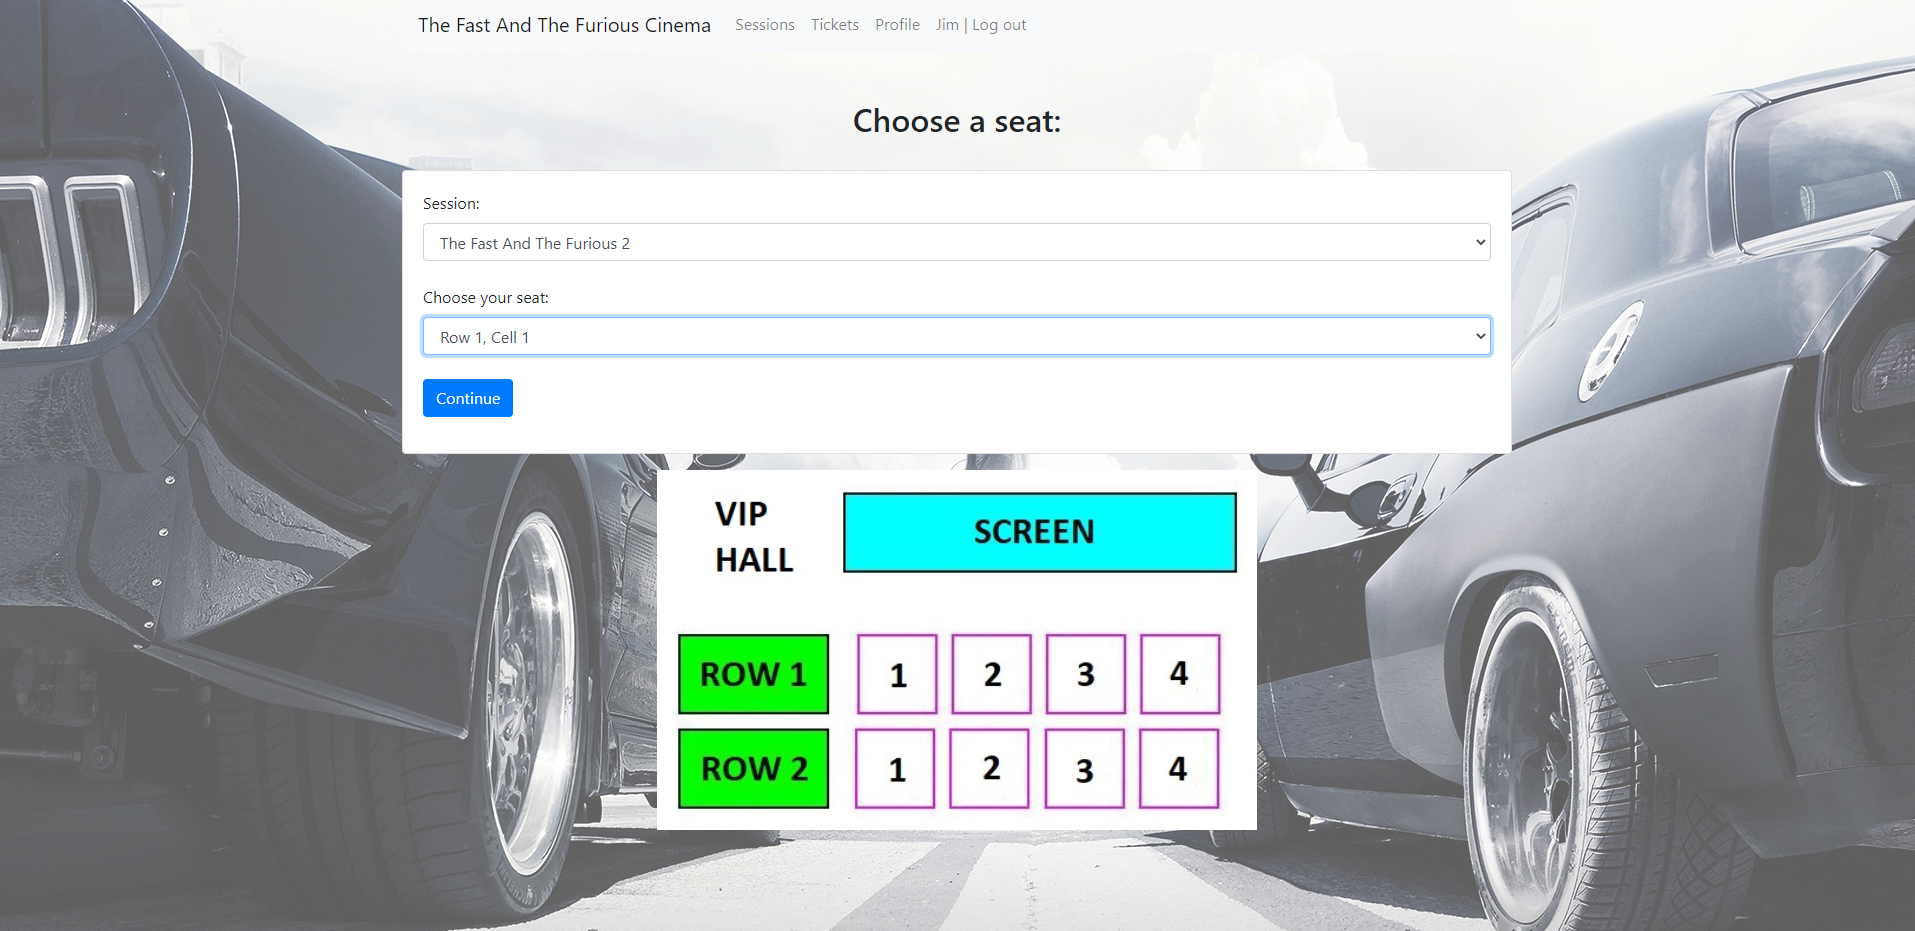 The Fast And The Furious Cinema Sessions Tickets Profile Jim | Log out
Choose a seat:
Session:
The Fast And The Furious 2
Choose your seat:
Row 1, Cell 1
Continue
VIP HALL
SCREEN
ROW 1 1 2 3 4
ROW 2 1 2 3 4